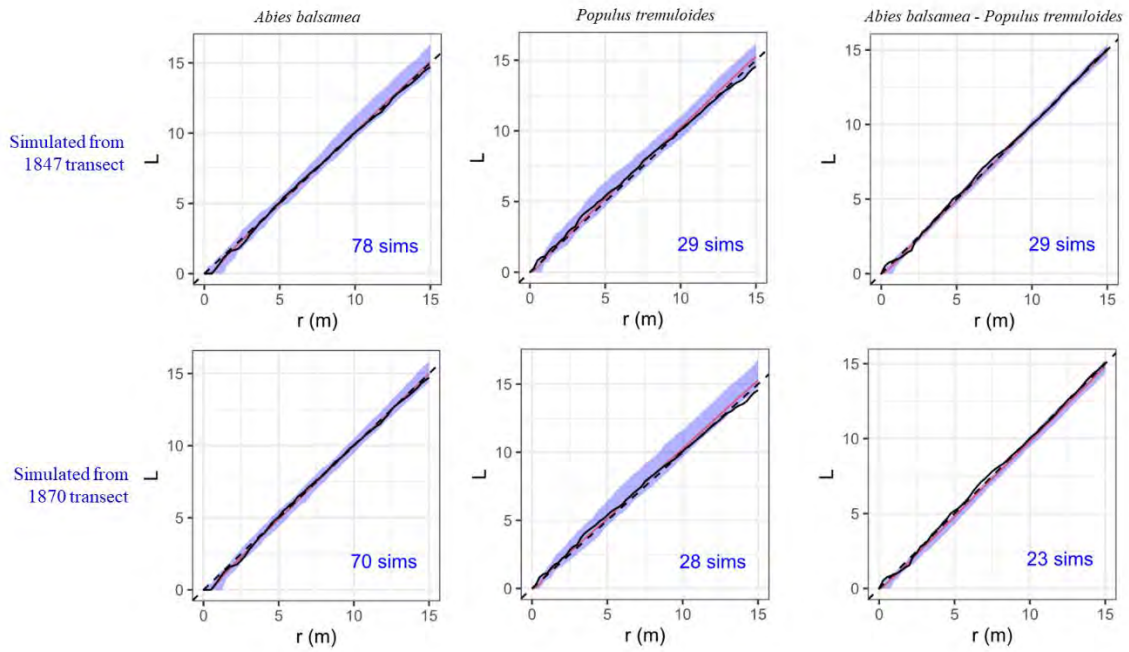 Abies balsamea
Populus tremuloides
Abies balsamea - Populus tremuloides
Simulated from
1847 transect
L
15
10
5
0
78 sims
0 5 10 15
r (m)
L
15
10
5
0
29 sims
0 5 10 15
r (m)
L
15
10
5
0
29 sims
0 5 10 15
r (m)
Simulated from
1870 transect
L
15
10
5
0
70 sims
0 5 10 15
r (m)
L
15
10
5
0
28 sims
0 5 10 15
r (m)
L
15
10
5
0
23 sims
0 5 10 15
r (m)